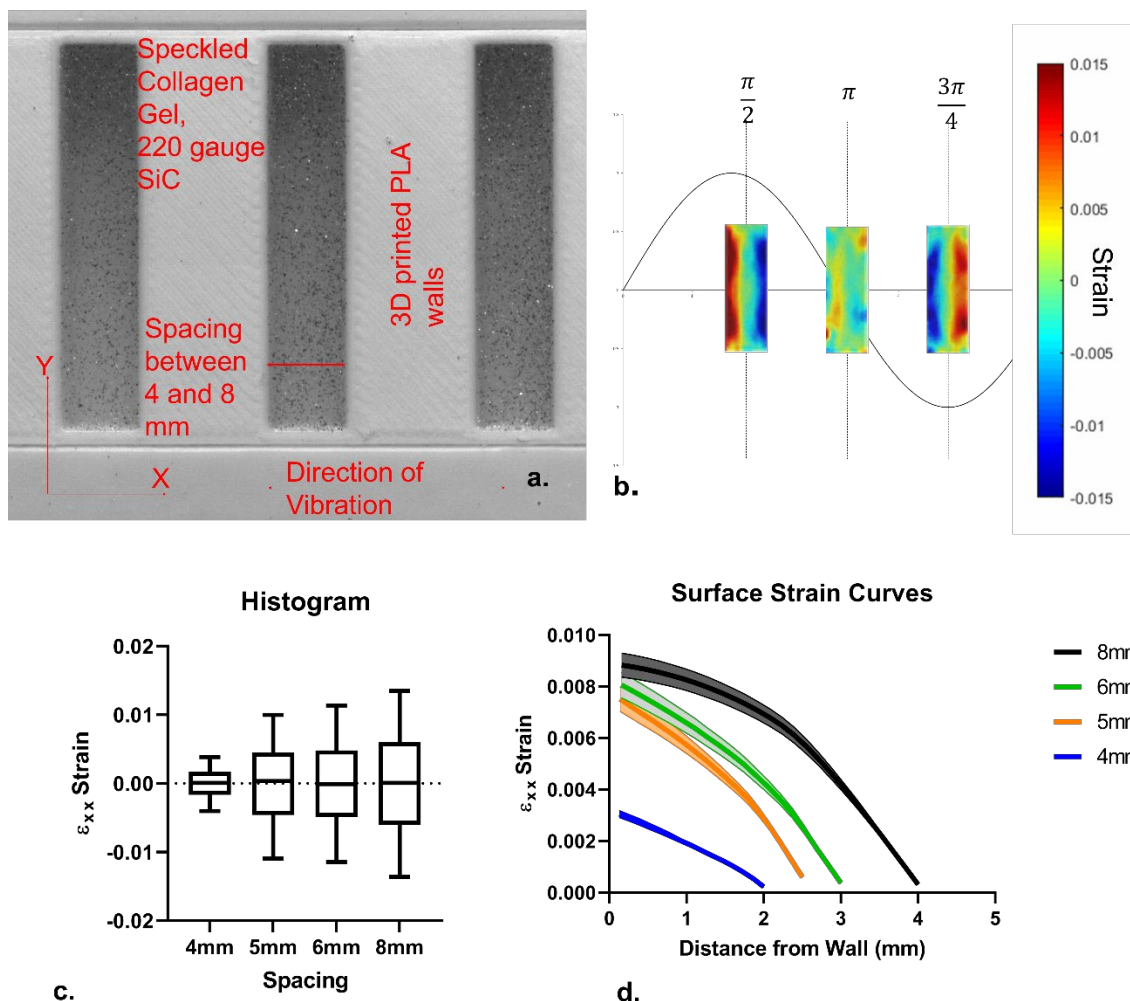 Speckled
Collagen
Gel,
220 gauge
SiC
3D printed PLA
walls
Spacing
between
4 and 8
mm
Y
X
Direction of
Vibration
a.
π/2
π
3π/4
0.015
0.01
0.005
0
-0.005
-0.01
-0.015
Strain
b.
Histogram
0.02
0.01
0.00
-0.01
-0.02
εxx Strain
4mm 5mm 6mm 8mm
Spacing
c.
Surface Strain Curves
0.010
0.008
0.006
0.004
0.002
0.000
εxx Strain
0 1 2 3 4 5
Distance from Wall (mm)
8mm
6mm
5mm
4mm
d.